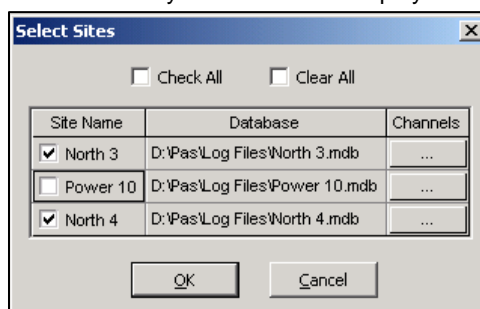 Select Sites
Check All Clear All
Site Name Database Channels
North 3 D:\Pas\Log Files\North 3.mdb ...
Power 10 D:\Pas\Log Files\Power 10.mdb ...
North 4 D:\Pas\Log Files\North 4.mdb ...
OK Cancel